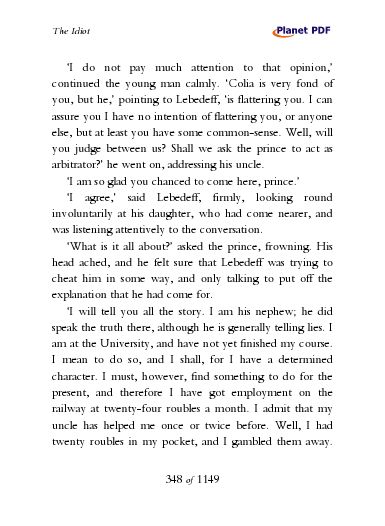 The Idiot
Planet PDF
‘I do not pay much attention to that opinion,’
continued the young man calmly. ‘Colia is very fond of
you, but he,’ pointing to Lebedeff, ‘is flattering you. I can
assure you I have no intention of flattering you, or anyone
else, but at least you have some common-sense. Well, will
you judge between us? Shall we ask the prince to act as
arbitrator?’ he went on, addressing his uncle.
‘I am so glad you chanced to come here, prince.’
‘I agree,’ said Lebedeff, firmly, looking round
involuntarily at his daughter, who had come nearer, and
was listening attentively to the conversation.
‘What is it all about?’ asked the prince, frowning. His
head ached, and he felt sure that Lebedeff was trying to
cheat him in some way, and only talking to put off the
explanation that he had come for.
‘I will tell you all the story. I am his nephew; he did
speak the truth there, although he is generally telling lies. I
am at the University, and have not yet finished my course.
I mean to do so, and I shall, for I have a determined
character. I must, however, find something to do for the
present, and therefore I have got employment on the
railway at twenty-four roubles a month. I admit that my
uncle has helped me once or twice before. Well, I had
twenty roubles in my pocket, and I gambled them away.
348 of 1149